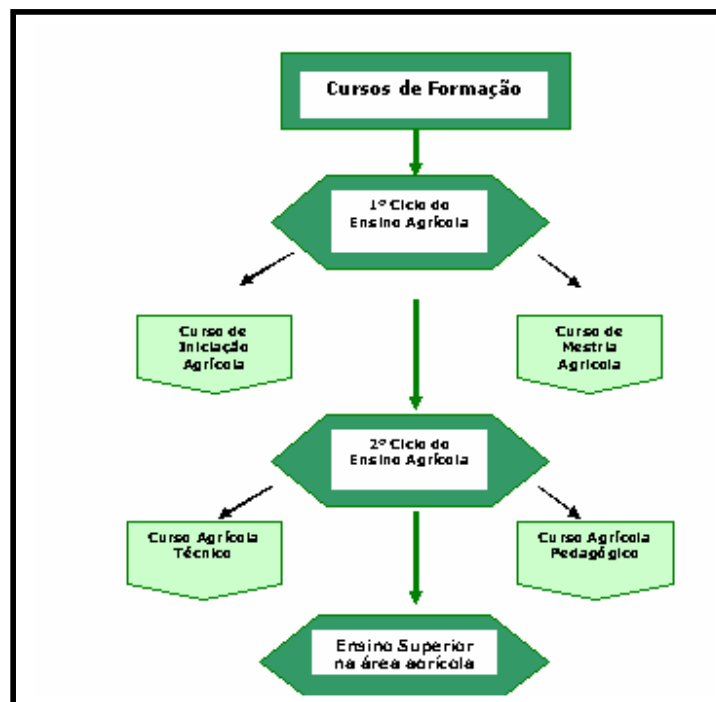 Cursos de Formação
1º Ciclo do
Ensino Agrícola
Curso de
Iniciação
Agrícola
Curso de
Mestria
Agrícola
2º Ciclo do
Ensino Agrícola
Curso Agrícola
Técnico
Curso Agrícola
Pedagógico
Ensino Superior
na área agrícola